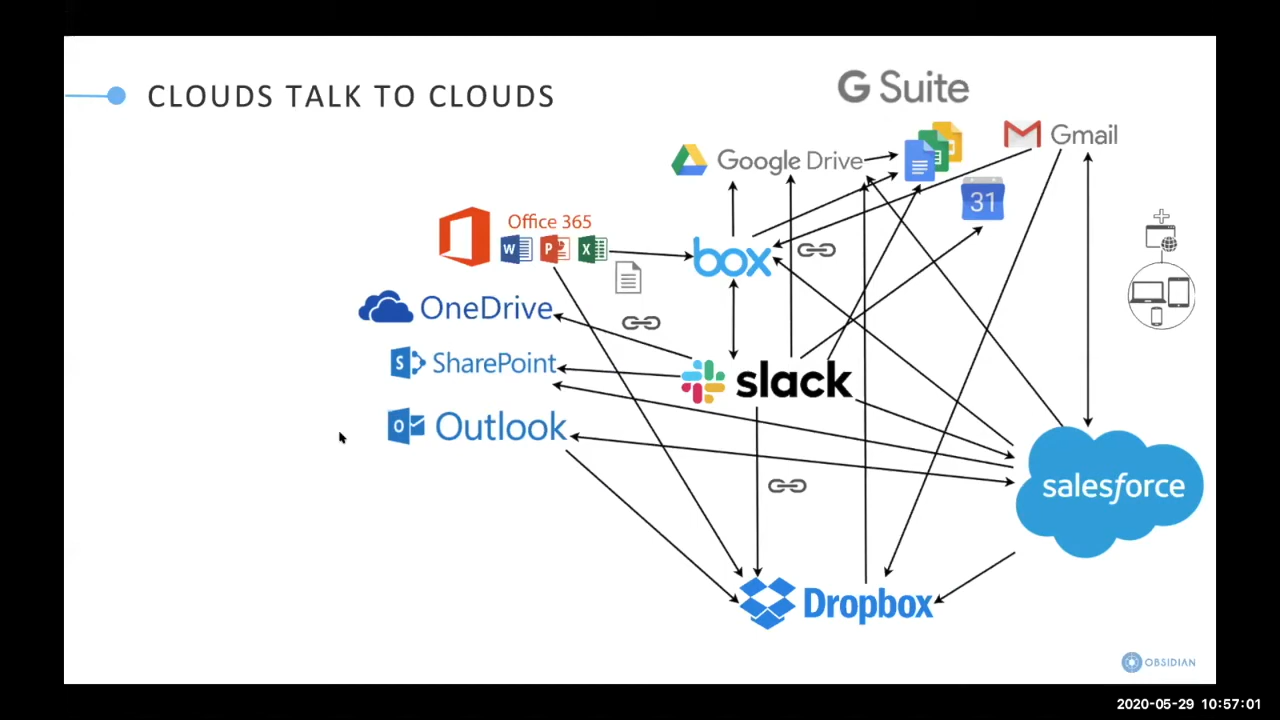 CLOUDS TALK TO CLOUDS
G Suite
Gmail
Google Drive
31
Office 365
W P X
box
OneDrive
S SharePoint
slack
O Outlook
salesforce
Dropbox
OBSIDIAN
2020-05-29 10:57:01